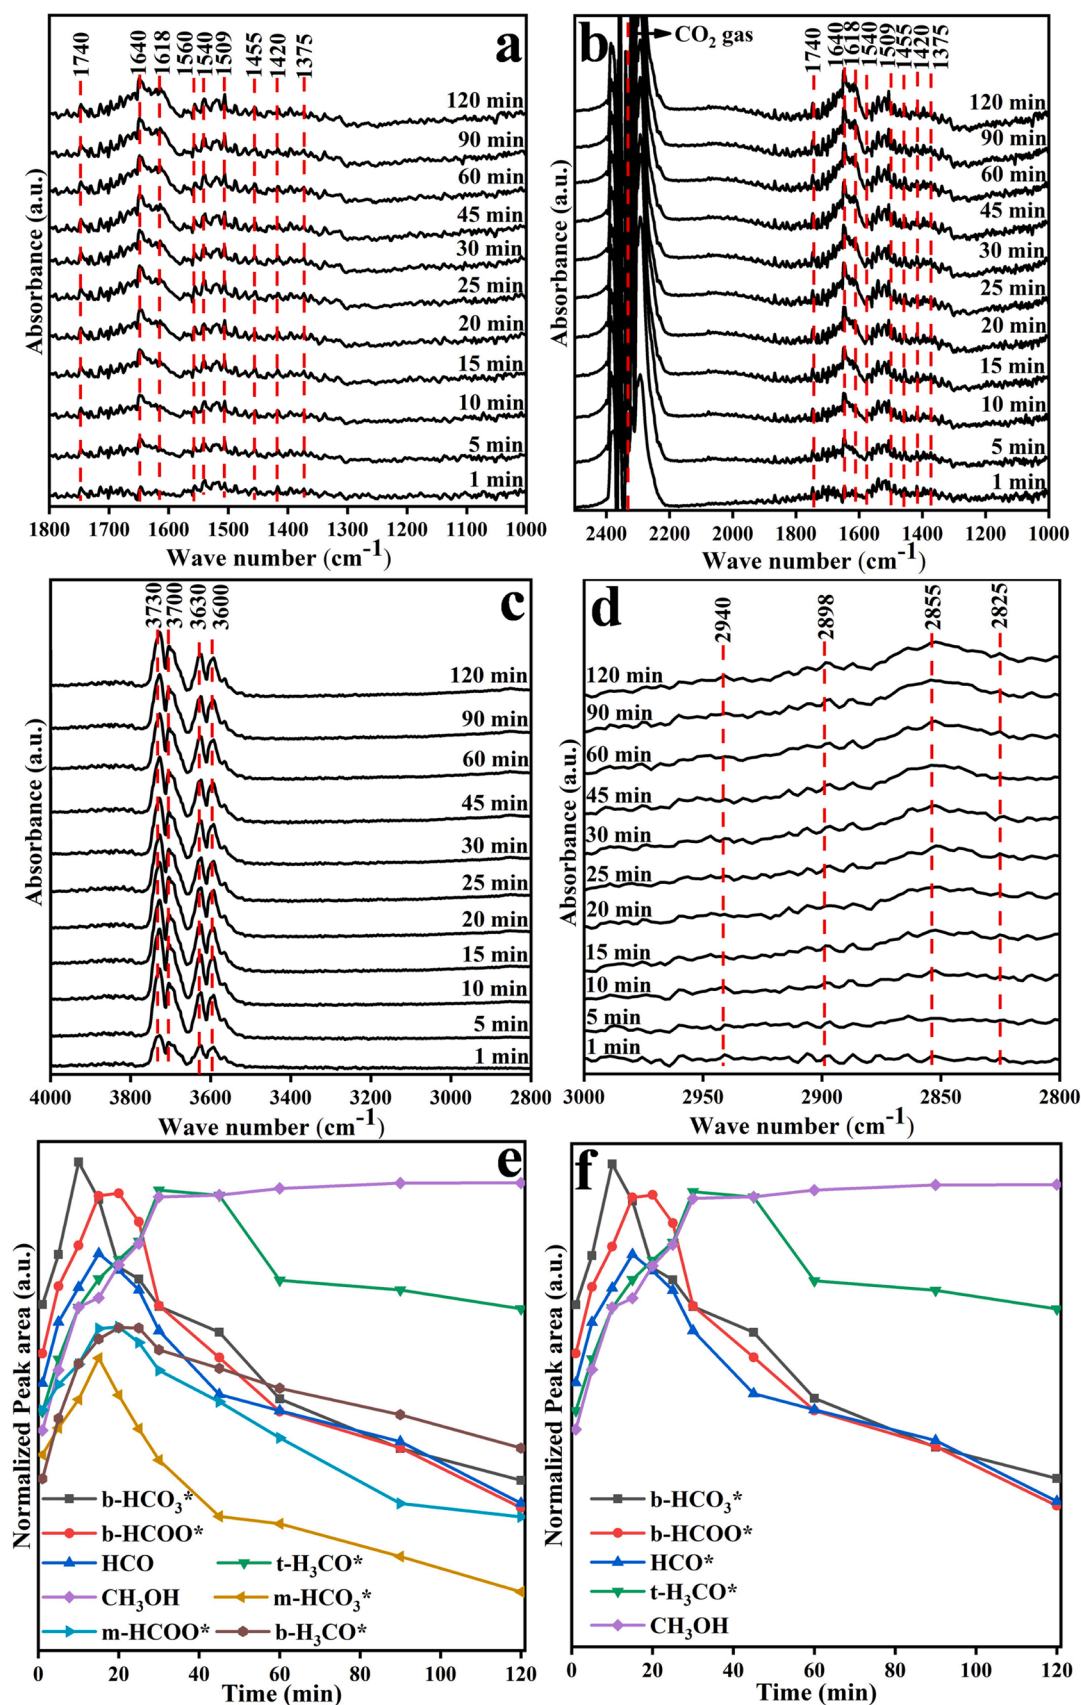 a
1740 1640 1618 1560 1540 1509 1455 1420 1375
120 min
90 min
60 min
45 min
30 min
25 min
20 min
15 min
10 min
5 min
1 min
Absorbance (a.u.)
1800 1700 1600 1500 1400 1300 1200 1100 1000
Wave number (cm⁻¹)
b
CO₂ gas
1740 1640 1618 1540 1509 1455 1420 1375
120 min
90 min
60 min
45 min
30 min
25 min
20 min
15 min
10 min
5 min
1 min
Absorbance (a.u.)
2400 2200 2000 1800 1600 1400 1200 1000
Wave number (cm⁻¹)
c
3730 3700 3630 3600
120 min
90 min
60 min
45 min
30 min
25 min
20 min
15 min
10 min
5 min
1 min
Absorbance (a.u.)
4000 3800 3600 3400 3200 3000 2800
Wave number (cm⁻¹)
d
2940 2898 2855 2825
120 min
90 min
60 min
45 min
30 min
25 min
20 min
15 min
10 min
5 min
1 min
Absorbance (a.u.)
3000 2950 2900 2850 2800
Wave number (cm⁻¹)
e
Normalized Peak area (a.u.)
b-HCO₃*
b-HCOO*
HCO t-H₃CO*
CH₃OH m-HCO₃*
m-HCOO* b-H₃CO*
0 20 40 60 80 100 120
Time (min)
f
Normalized Peak area (a.u.)
b-HCO₃*
b-HCOO*
HCO*
t-H₃CO*
CH₃OH
0 20 40 60 80 100 120
Time (min)